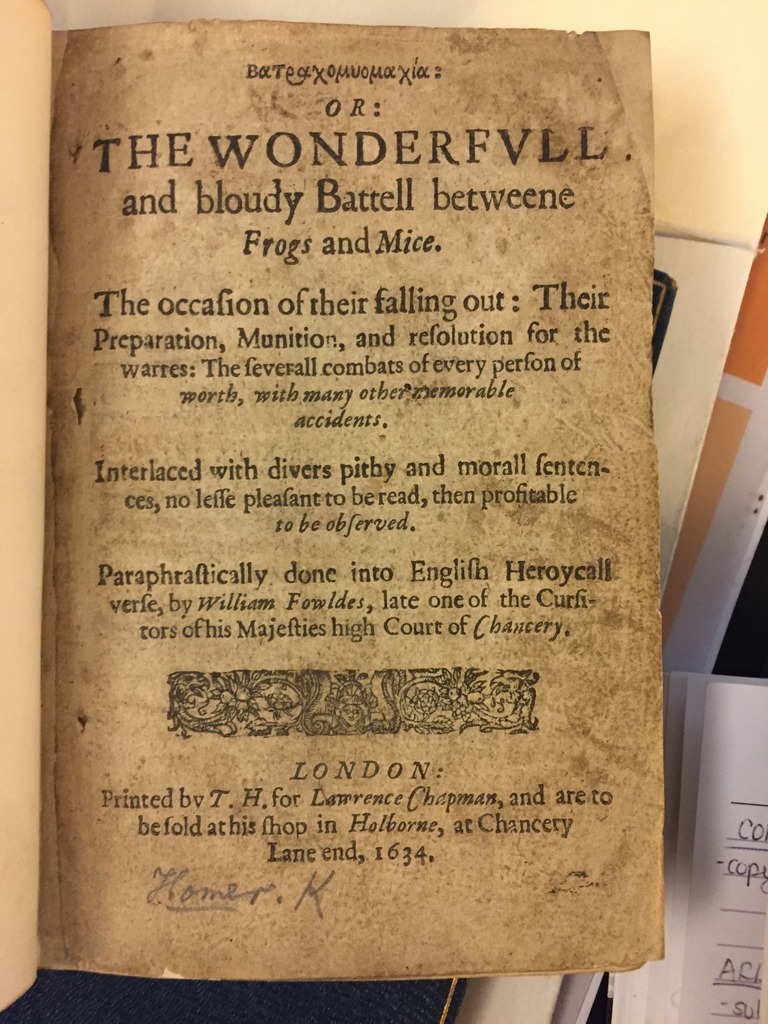 Βατραχομυομαχία:
OR:
THE WONDERFVLL
and bloudy Battell betweene
Frogs and Mice.
The occaſion of their falling out: Their
Preparation, Munition, and reſolution for the
warres: The ſeverall combats of every perſon of
worth, with many other memorable
accidents.
Interlaced with divers pithy and morall ſenten-
ces, no leſſe pleaſant to be read, then profitable
to be obſerved.
Paraphraſtically done into Engliſh Heroycall
verſe, by William Fowldes, late one of the Curſi-
tors of his Majeſties high Court of Chancery.
LONDON:
Printed by T. H. for Lawrence Chapman, and are to
be ſold at his ſhop in Holborne, at Chancery
Lane end, 1634.
Homer. K
-copy